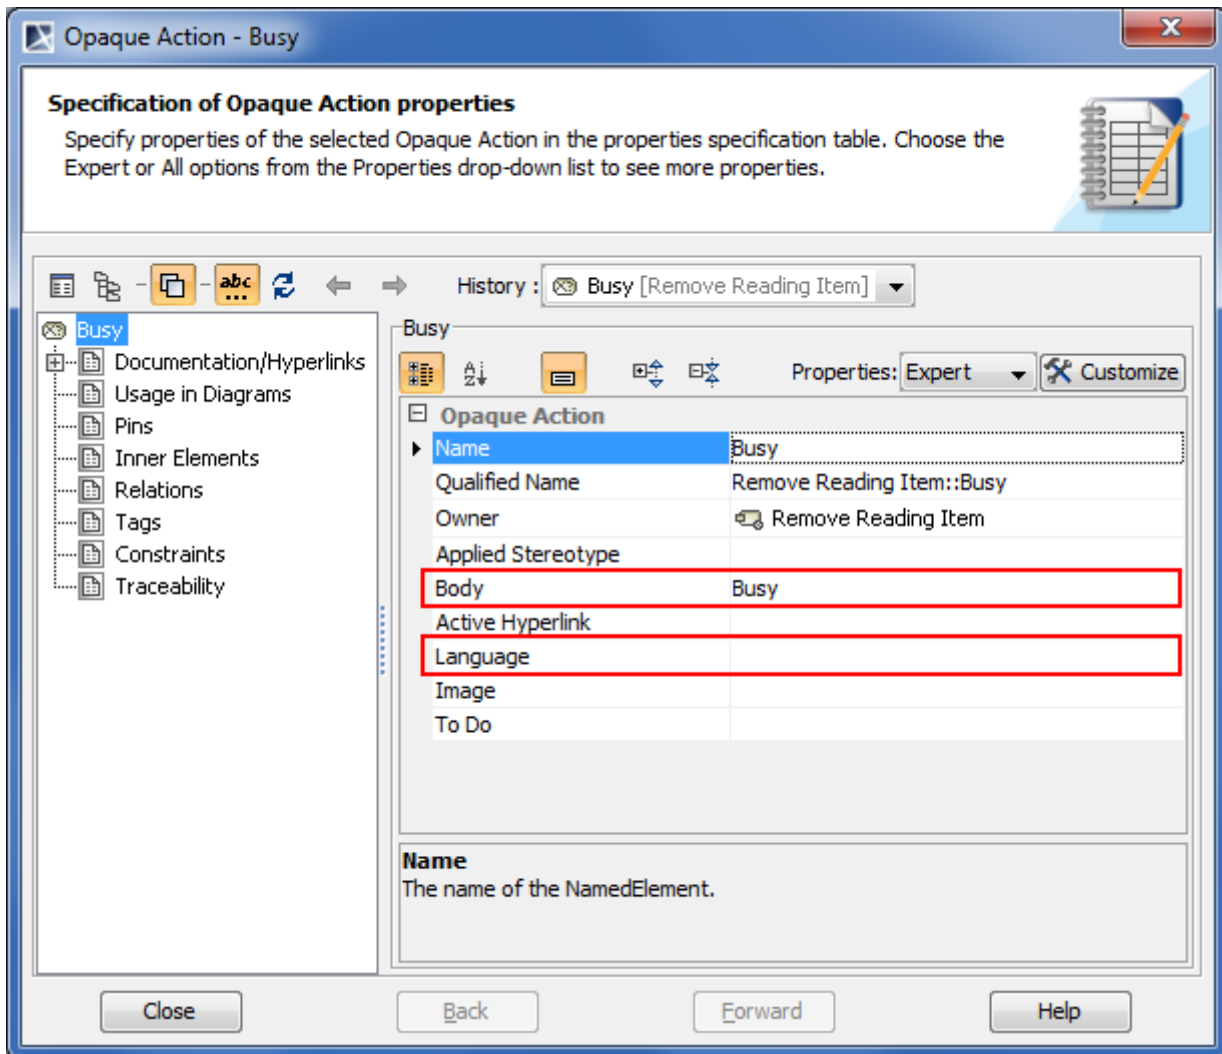 Opaque Action - Busy
Specification of Opaque Action properties
Specify properties of the selected Opaque Action in the properties specification table. Choose the
Expert or All options from the Properties drop-down list to see more properties.
abc
History : Busy [Remove Reading Item]
Busy
Documentation/Hyperlinks
Usage in Diagrams
Pins
Inner Elements
Relations
Tags
Constraints
Traceability
Busy
Properties: Expert Customize
Opaque Action
Name Busy
Qualified Name Remove Reading Item::Busy
Owner Remove Reading Item
Applied Stereotype
Body Busy
Active Hyperlink
Language
Image
To Do
Name
The name of the NamedElement.
Close Back Forward Help